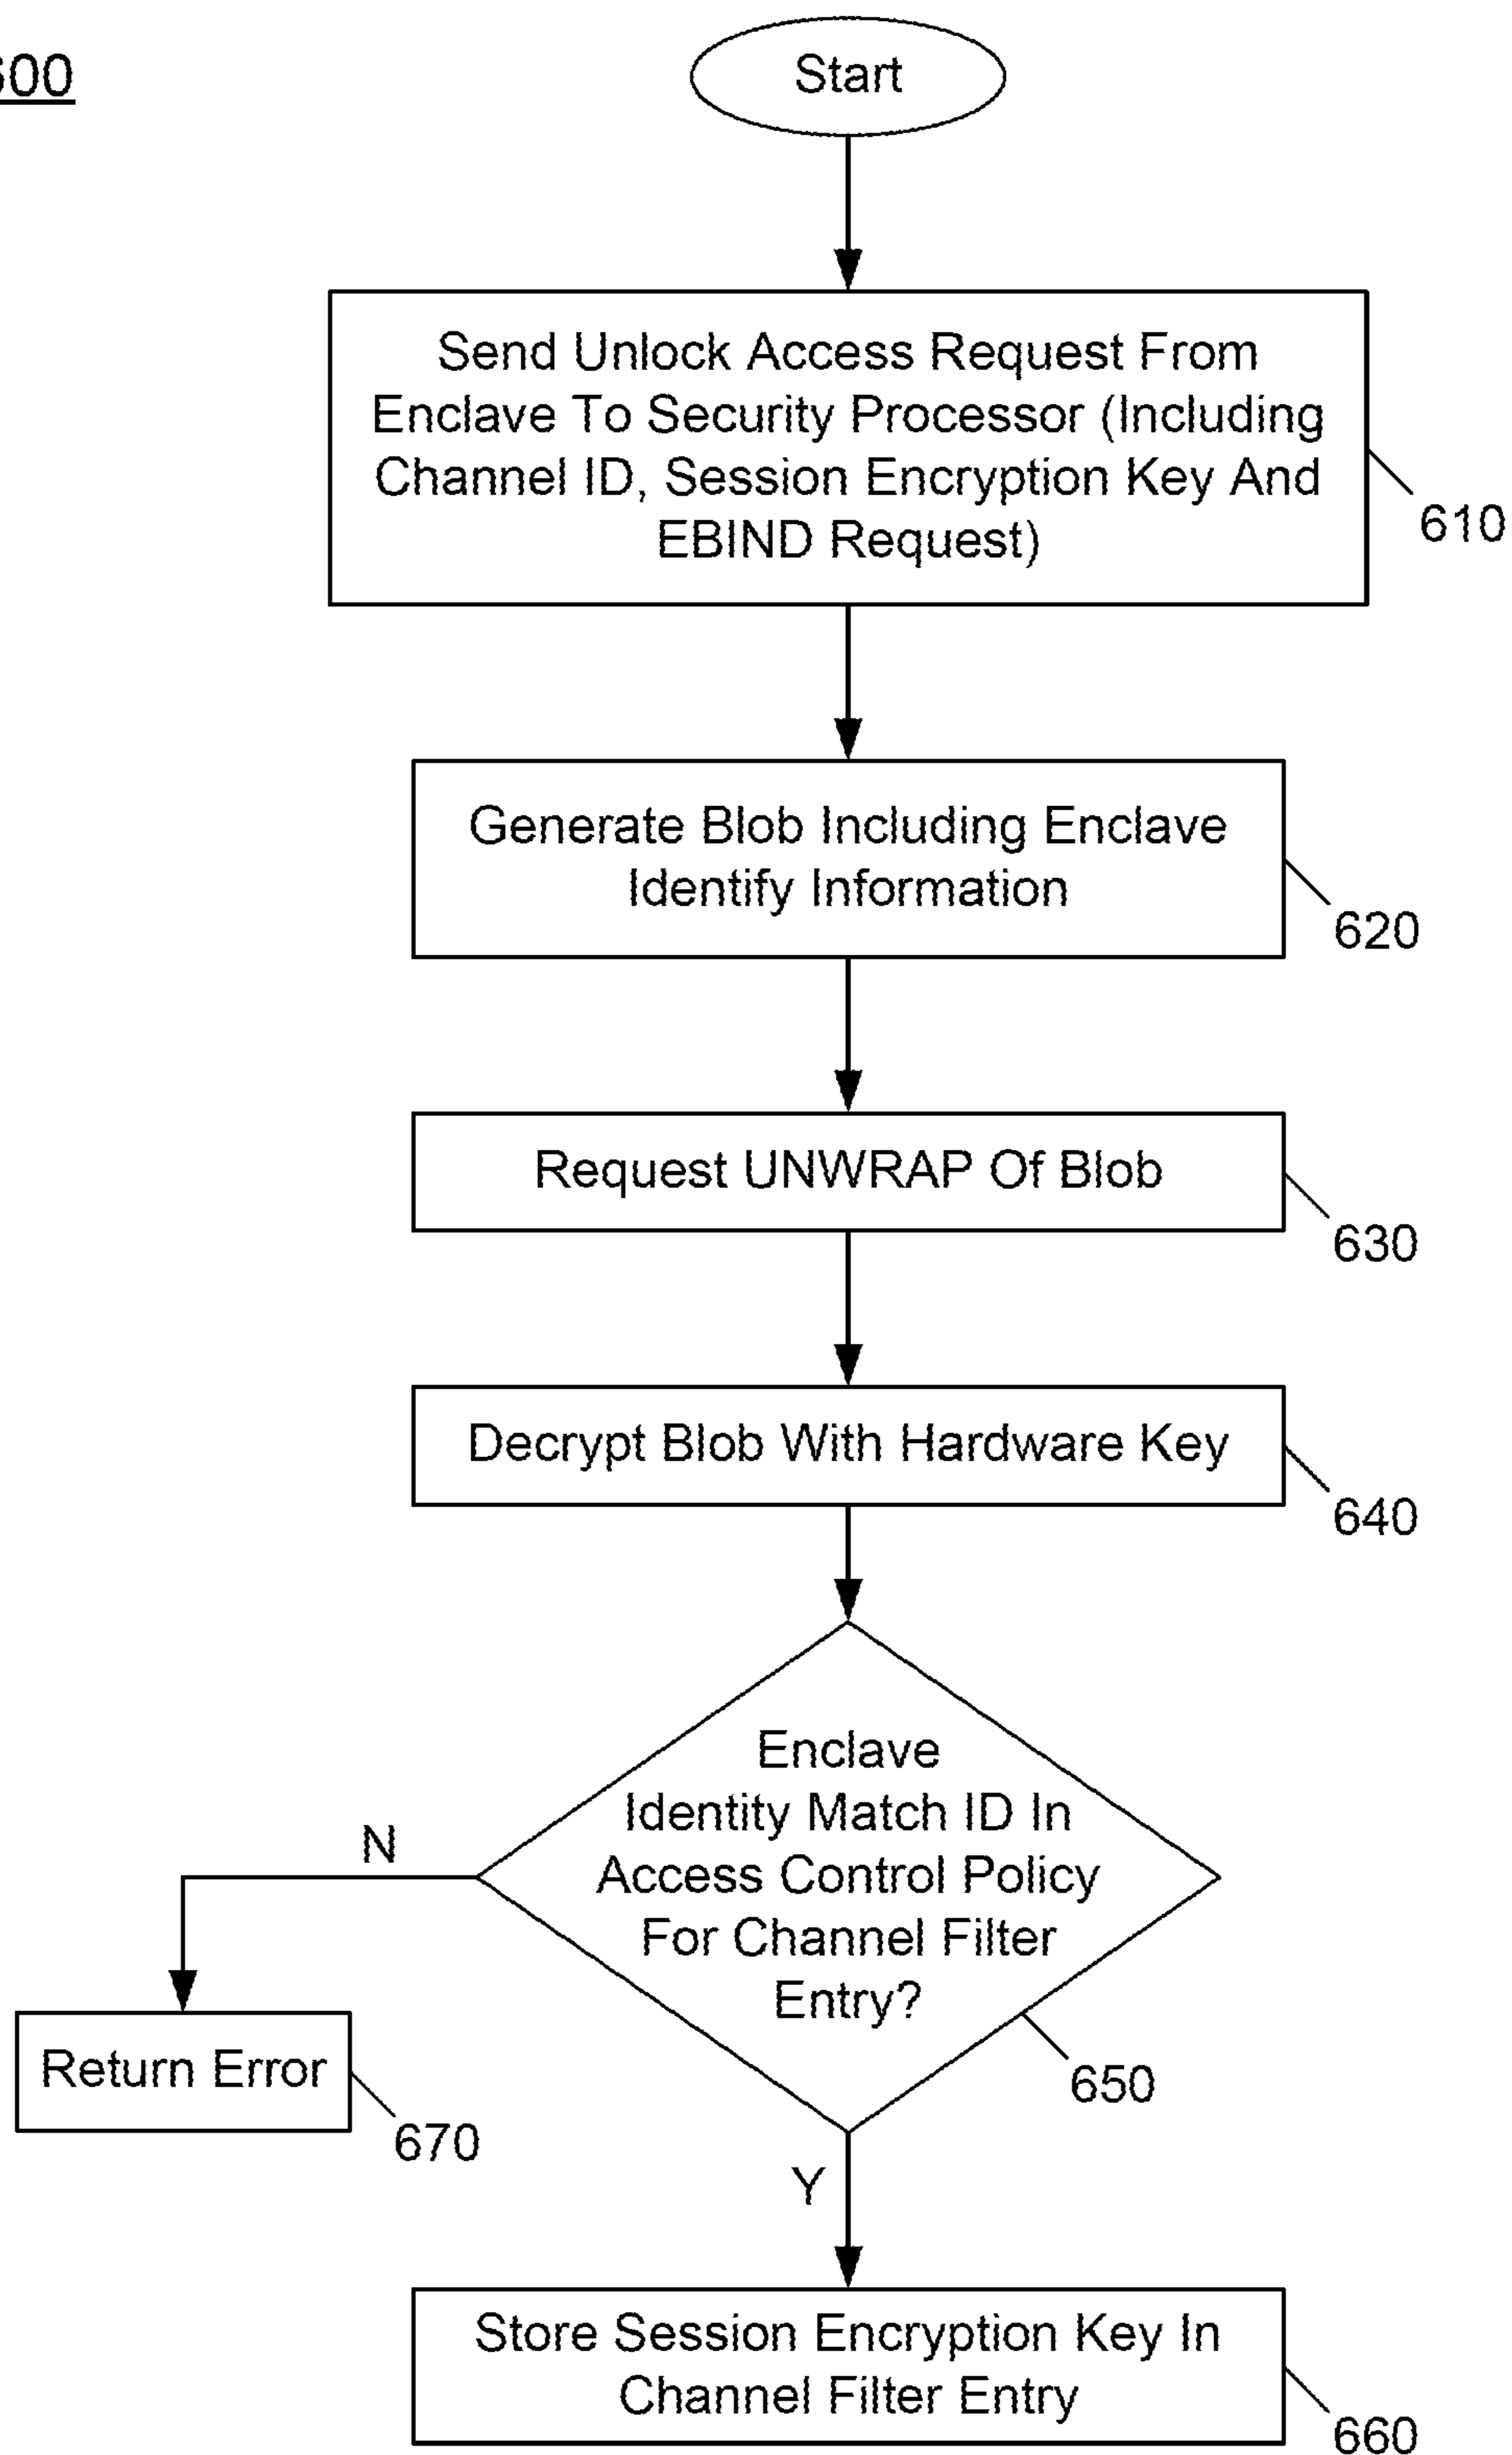 600
Start
Send Unlock Access Request From
Enclave To Security Processor (Including
Channel ID, Session Encryption Key And
EBIND Request)
610
Generate Blob Including Enclave
Identify Information
620
Request UNWRAP Of Blob
630
Decrypt Blob With Hardware Key
640
Enclave
Identity Match ID In
Access Control Policy
For Channel Filter
Entry?
650
N
Return Error
670
Y
Store Session Encryption Key In
Channel Filter Entry
660